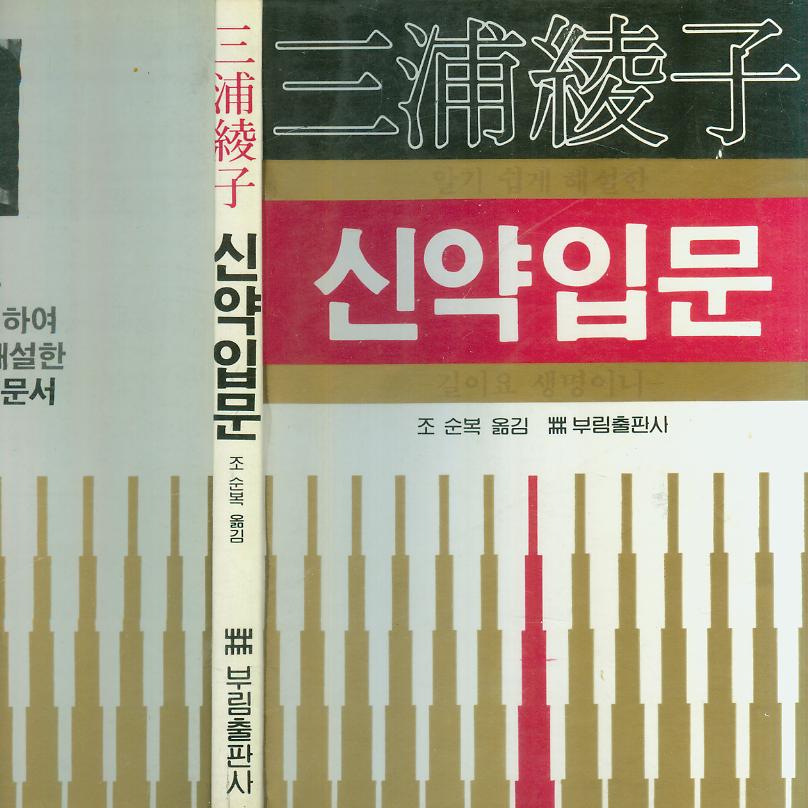 하여
해설한
문서
三浦綾子
신약입문
조 순복 옮김
부림출판사
三浦綾子
알기 쉽게 해설한
신약입문
길이요 생명이니
조 순복 옮김 부림출판사